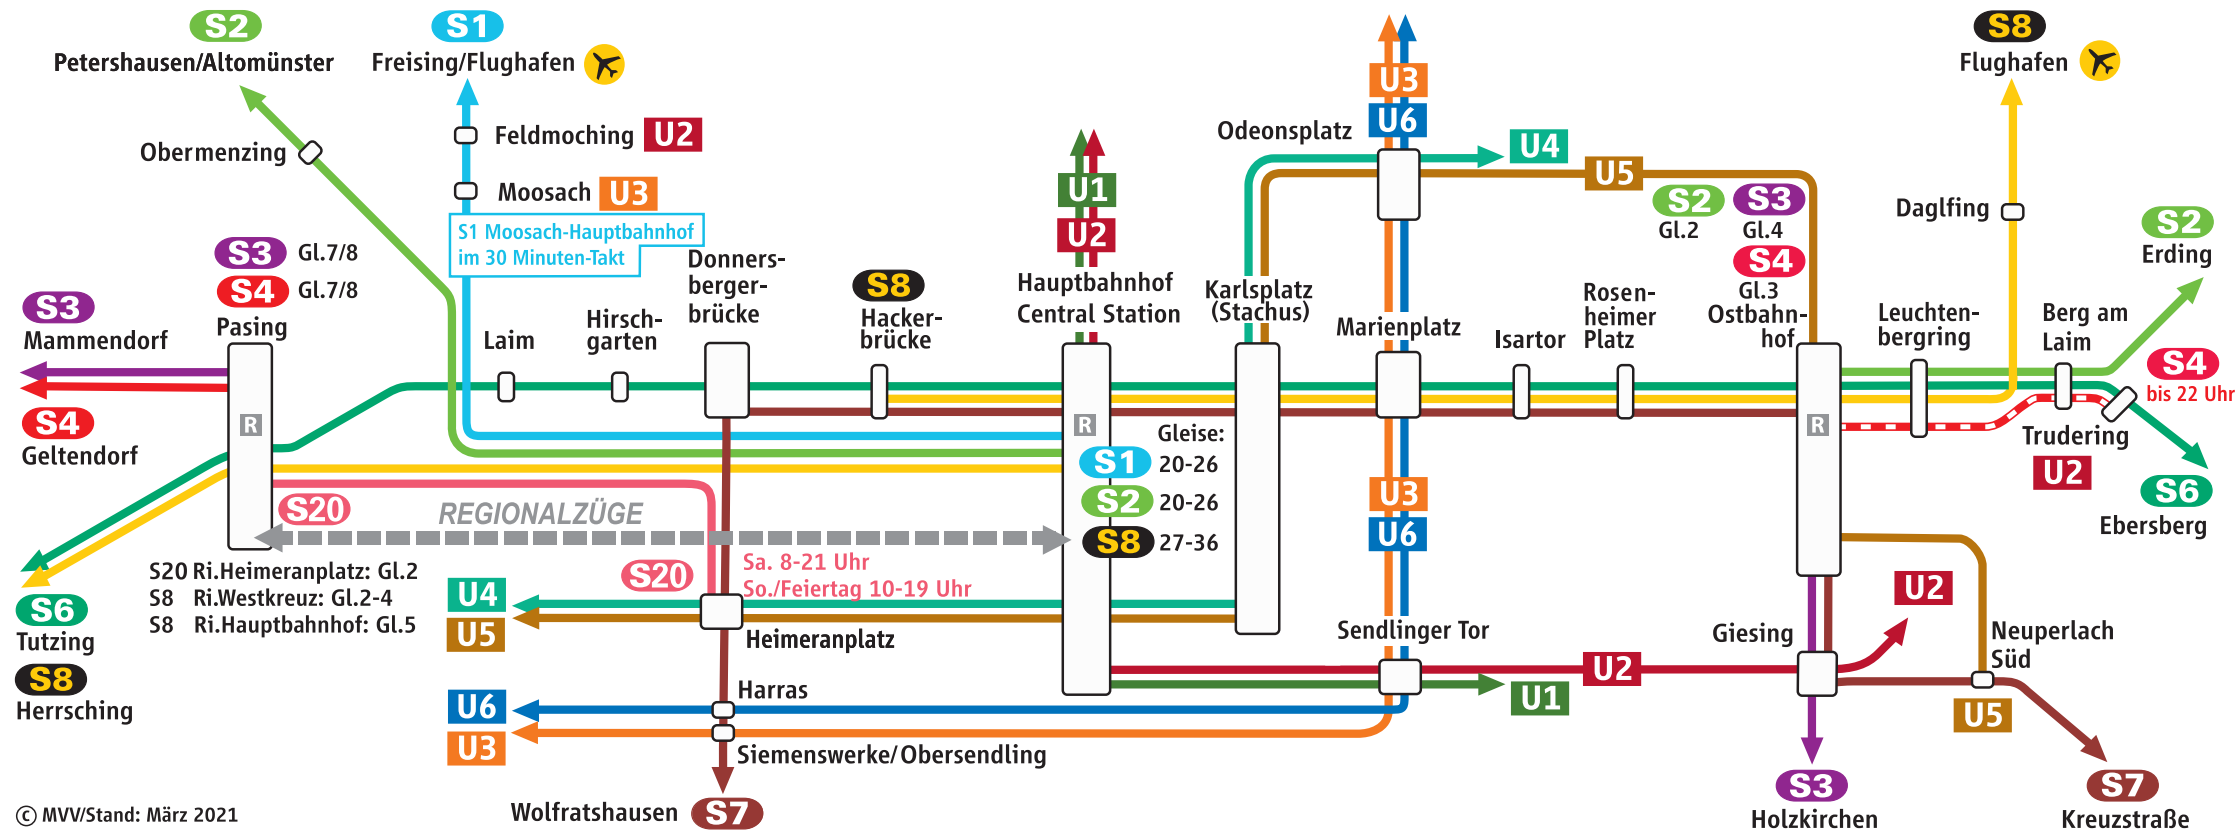 S2
Petershausen/Altomünster
S1
Freising/Flughafen
S8
Flughafen
Obermenzing
Feldmoching U2
Moosach U3
S1 Moosach-Hauptbahnhof
im 30 Minuten-Takt
U3
U6
Odeonsplatz
U4
U5
U1
U2
S2
Gl.2
S3
Gl.4
S4
Gl.3
Daglfing
S2
Erding
S3 Gl.7/8
S4 Gl.7/8
Pasing
S3
Mammendorf
S4
Geltendorf
Laim
Hirsch-
garten
Donners-
berger-
brücke
S8
Hacker-
brücke
Hauptbahnhof
Central Station
Karlsplatz
(Stachus)
Marienplatz
Isartor
Rosen-
heimer
Platz
Ostbahn-
hof
Leuchten-
bergring
Berg am
Laim
S4
bis 22 Uhr
R
R
R
Trudering
U2
S6
Ebersberg
Gleise:
S1 20-26
S2 20-26
S8 27-36
U3
U6
S20
REGIONALZÜGE
S20
Sa. 8-21 Uhr
So./Feiertag 10-19 Uhr
S20 Ri.Heimeranplatz: Gl.2
S8 Ri.Westkreuz: Gl.2-4
S8 Ri.Hauptbahnhof: Gl.5
S6
Tutzing
S8
Herrsching
U4
U5
Heimeranplatz
Sendlinger Tor
U2
U1
Giesing
U2
Neuperlach
Süd
U5
U6
U3
Harras
Siemenswerke/Obersendling
Wolfratshausen S7
S3
Holzkirchen
S7
Kreuzstraße
© MVV/Stand: März 2021